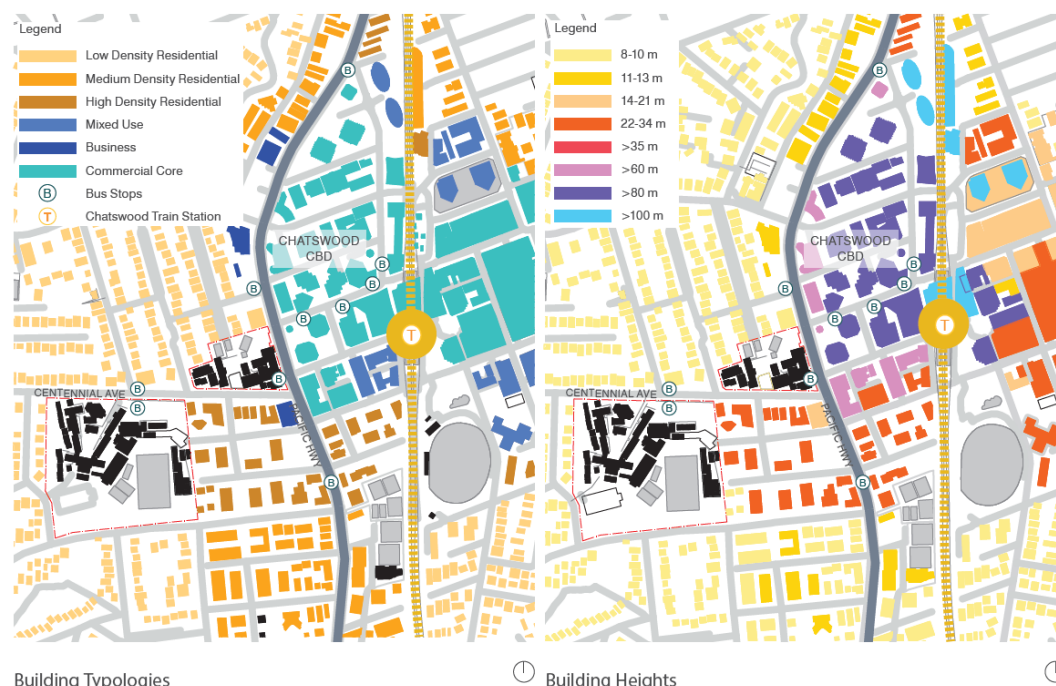 Legend
Low Density Residential
Medium Density Residential
High Density Residential
Mixed Use
Business
Commercial Core
B Bus Stops
T Chatswood Train Station
B
CHATSWOOD
CBD
B
B
B
B
B
T
B
B
CENTENNIAL AVE
B
PACIFIC HWY
B
Building Typologies
Legend
8-10 m
11-13 m
14-21 m
22-34 m
>35 m
>60 m
>80 m
>100 m
B
CHATSWOOD
CBD
B
B
B
B
B
T
B
B
CENTENNIAL AVE
B
PACIFIC HWY
B
Building Heights